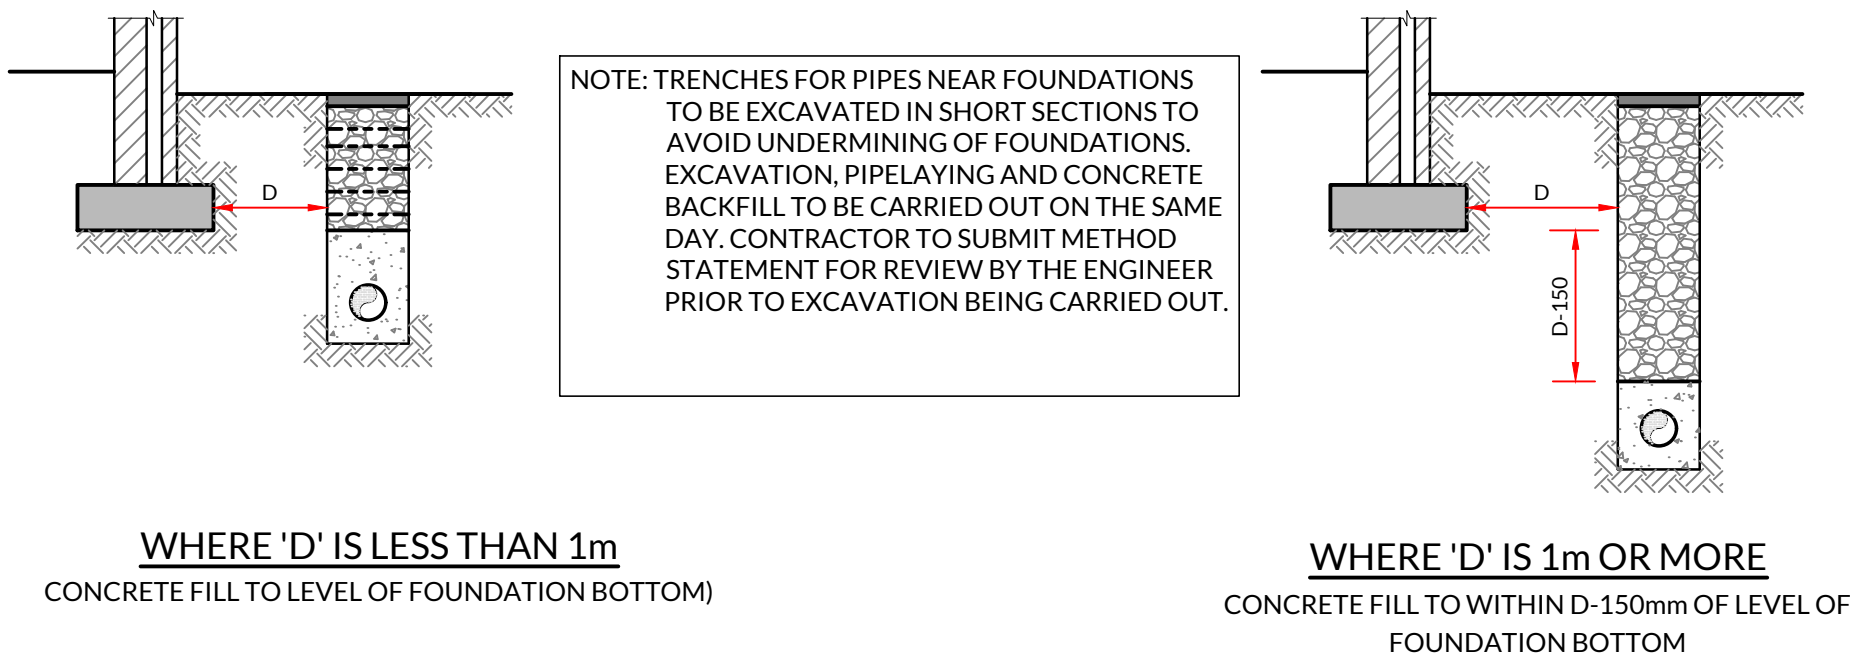 D
WHERE 'D' IS LESS THAN 1m
CONCRETE FILL TO LEVEL OF FOUNDATION BOTTOM)
NOTE: TRENCHES FOR PIPES NEAR FOUNDATIONS
TO BE EXCAVATED IN SHORT SECTIONS TO
AVOID UNDERMINING OF FOUNDATIONS.
EXCAVATION, PIPELAYING AND CONCRETE
BACKFILL TO BE CARRIED OUT ON THE SAME
DAY. CONTRACTOR TO SUBMIT METHOD
STATEMENT FOR REVIEW BY THE ENGINEER
PRIOR TO EXCAVATION BEING CARRIED OUT.
D
D-150
WHERE 'D' IS 1m OR MORE
CONCRETE FILL TO WITHIN D-150mm OF LEVEL OF
FOUNDATION BOTTOM